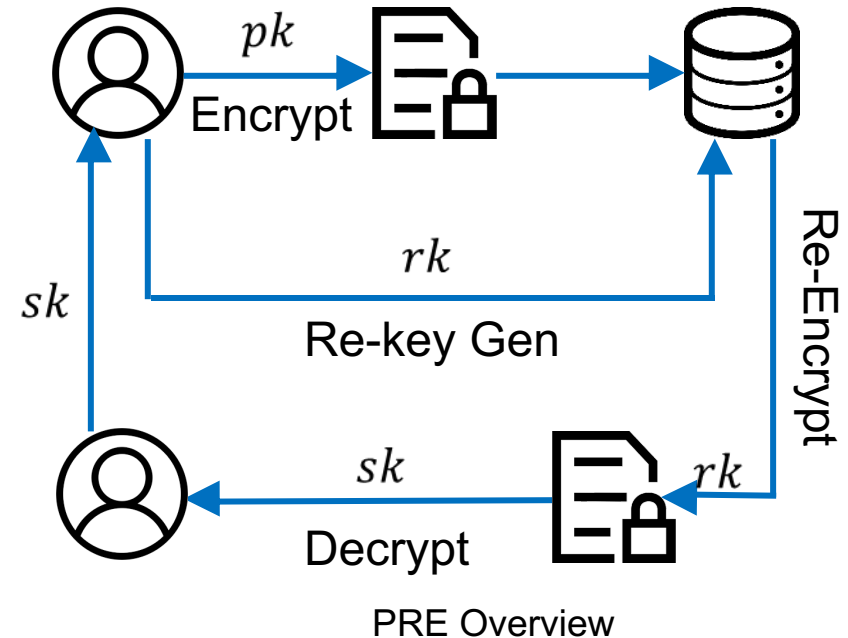 pk
Encrypt
rk
Re-key Gen
sk
Re-Encrypt
sk
rk
Decrypt
PRE Overview